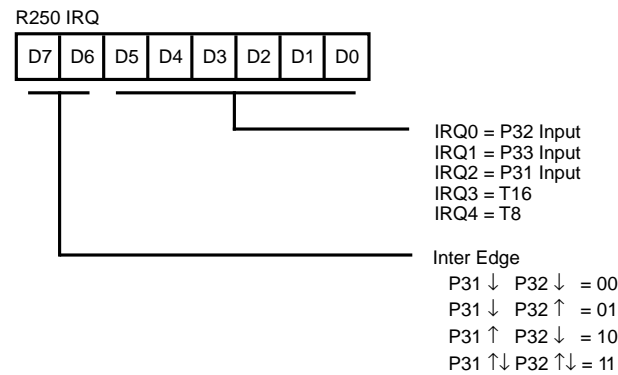 R250 IRQ
D7 D6 D5 D4 D3 D2 D1 D0
IRQ0 = P32 Input
IRQ1 = P33 Input
IRQ2 = P31 Input
IRQ3 = T16
IRQ4 = T8
Inter Edge
P31 ↓ P32 ↓ = 00
P31 ↓ P32 ↑ = 01
P31 ↑ P32 ↓ = 10
P31 ↑↓ P32 ↑↓ = 11